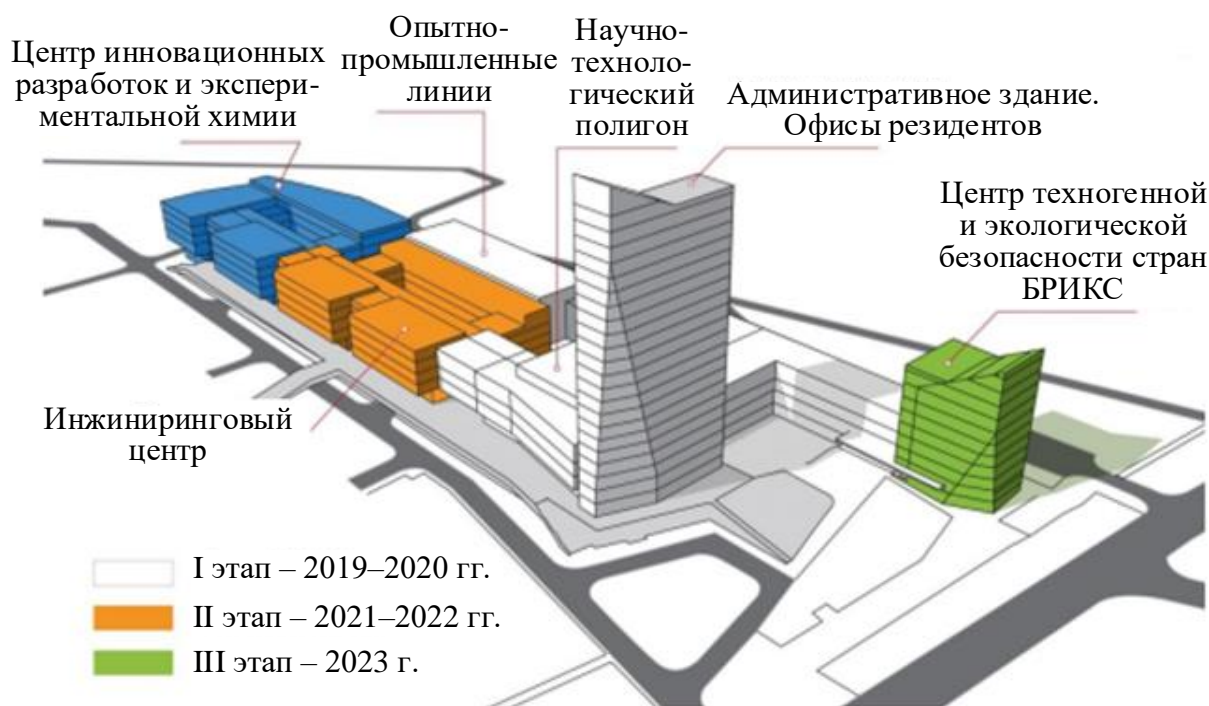 Центр инновационных
разработок и экспери-
ментальной химии
Опытно-
промышленные
линии
Научно-
техноло-
гический
полигон
Административное здание.
Офисы резидентов
Центр техногенной
и экологической
безопасности стран
БРИКС
Инжиниринговый
центр
I этап – 2019–2020 гг.
II этап – 2021–2022 гг.
III этап – 2023 г.